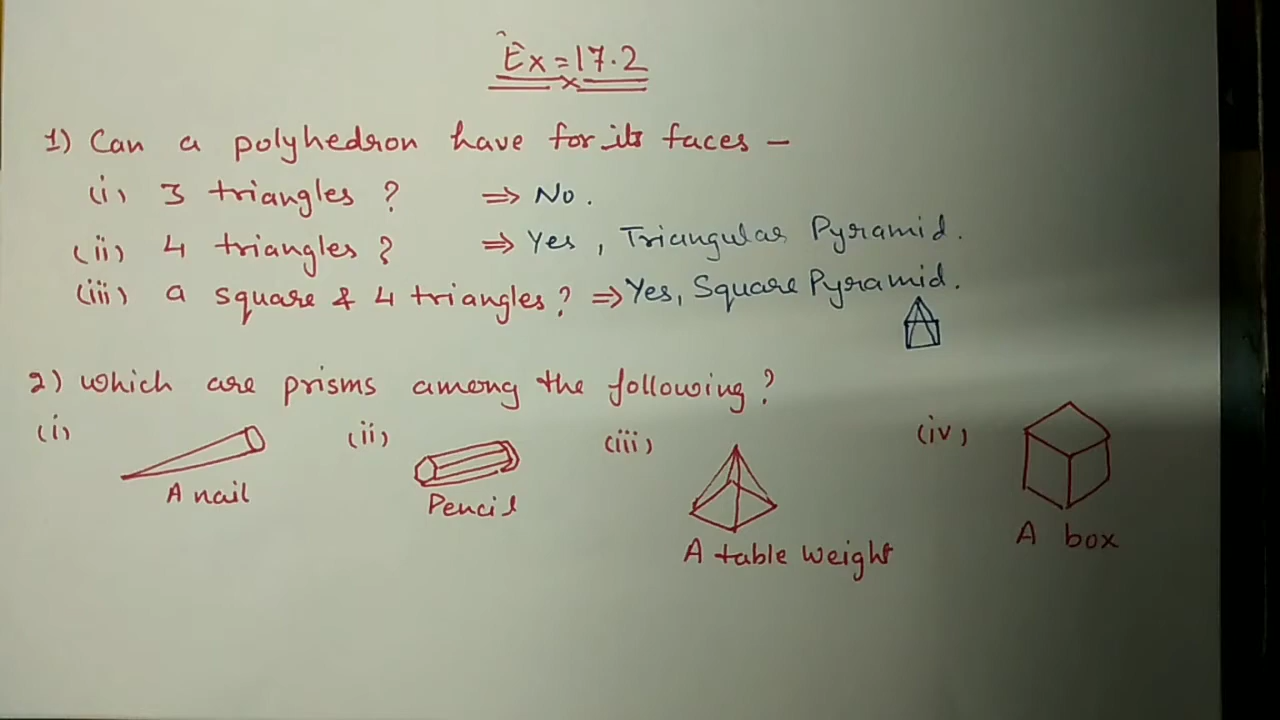 Ex = 17.2
1) Can a polyhedron have for its faces –
(i) 3 triangles ? ⇒ No.
(ii) 4 triangles ? ⇒ Yes, Triangular Pyramid.
(iii) a square & 4 triangles ? ⇒ Yes, Square Pyramid.
2) which are prisms among the following ?
(i) (ii) (iii) (iv)
A nail Pencil A table weight A box